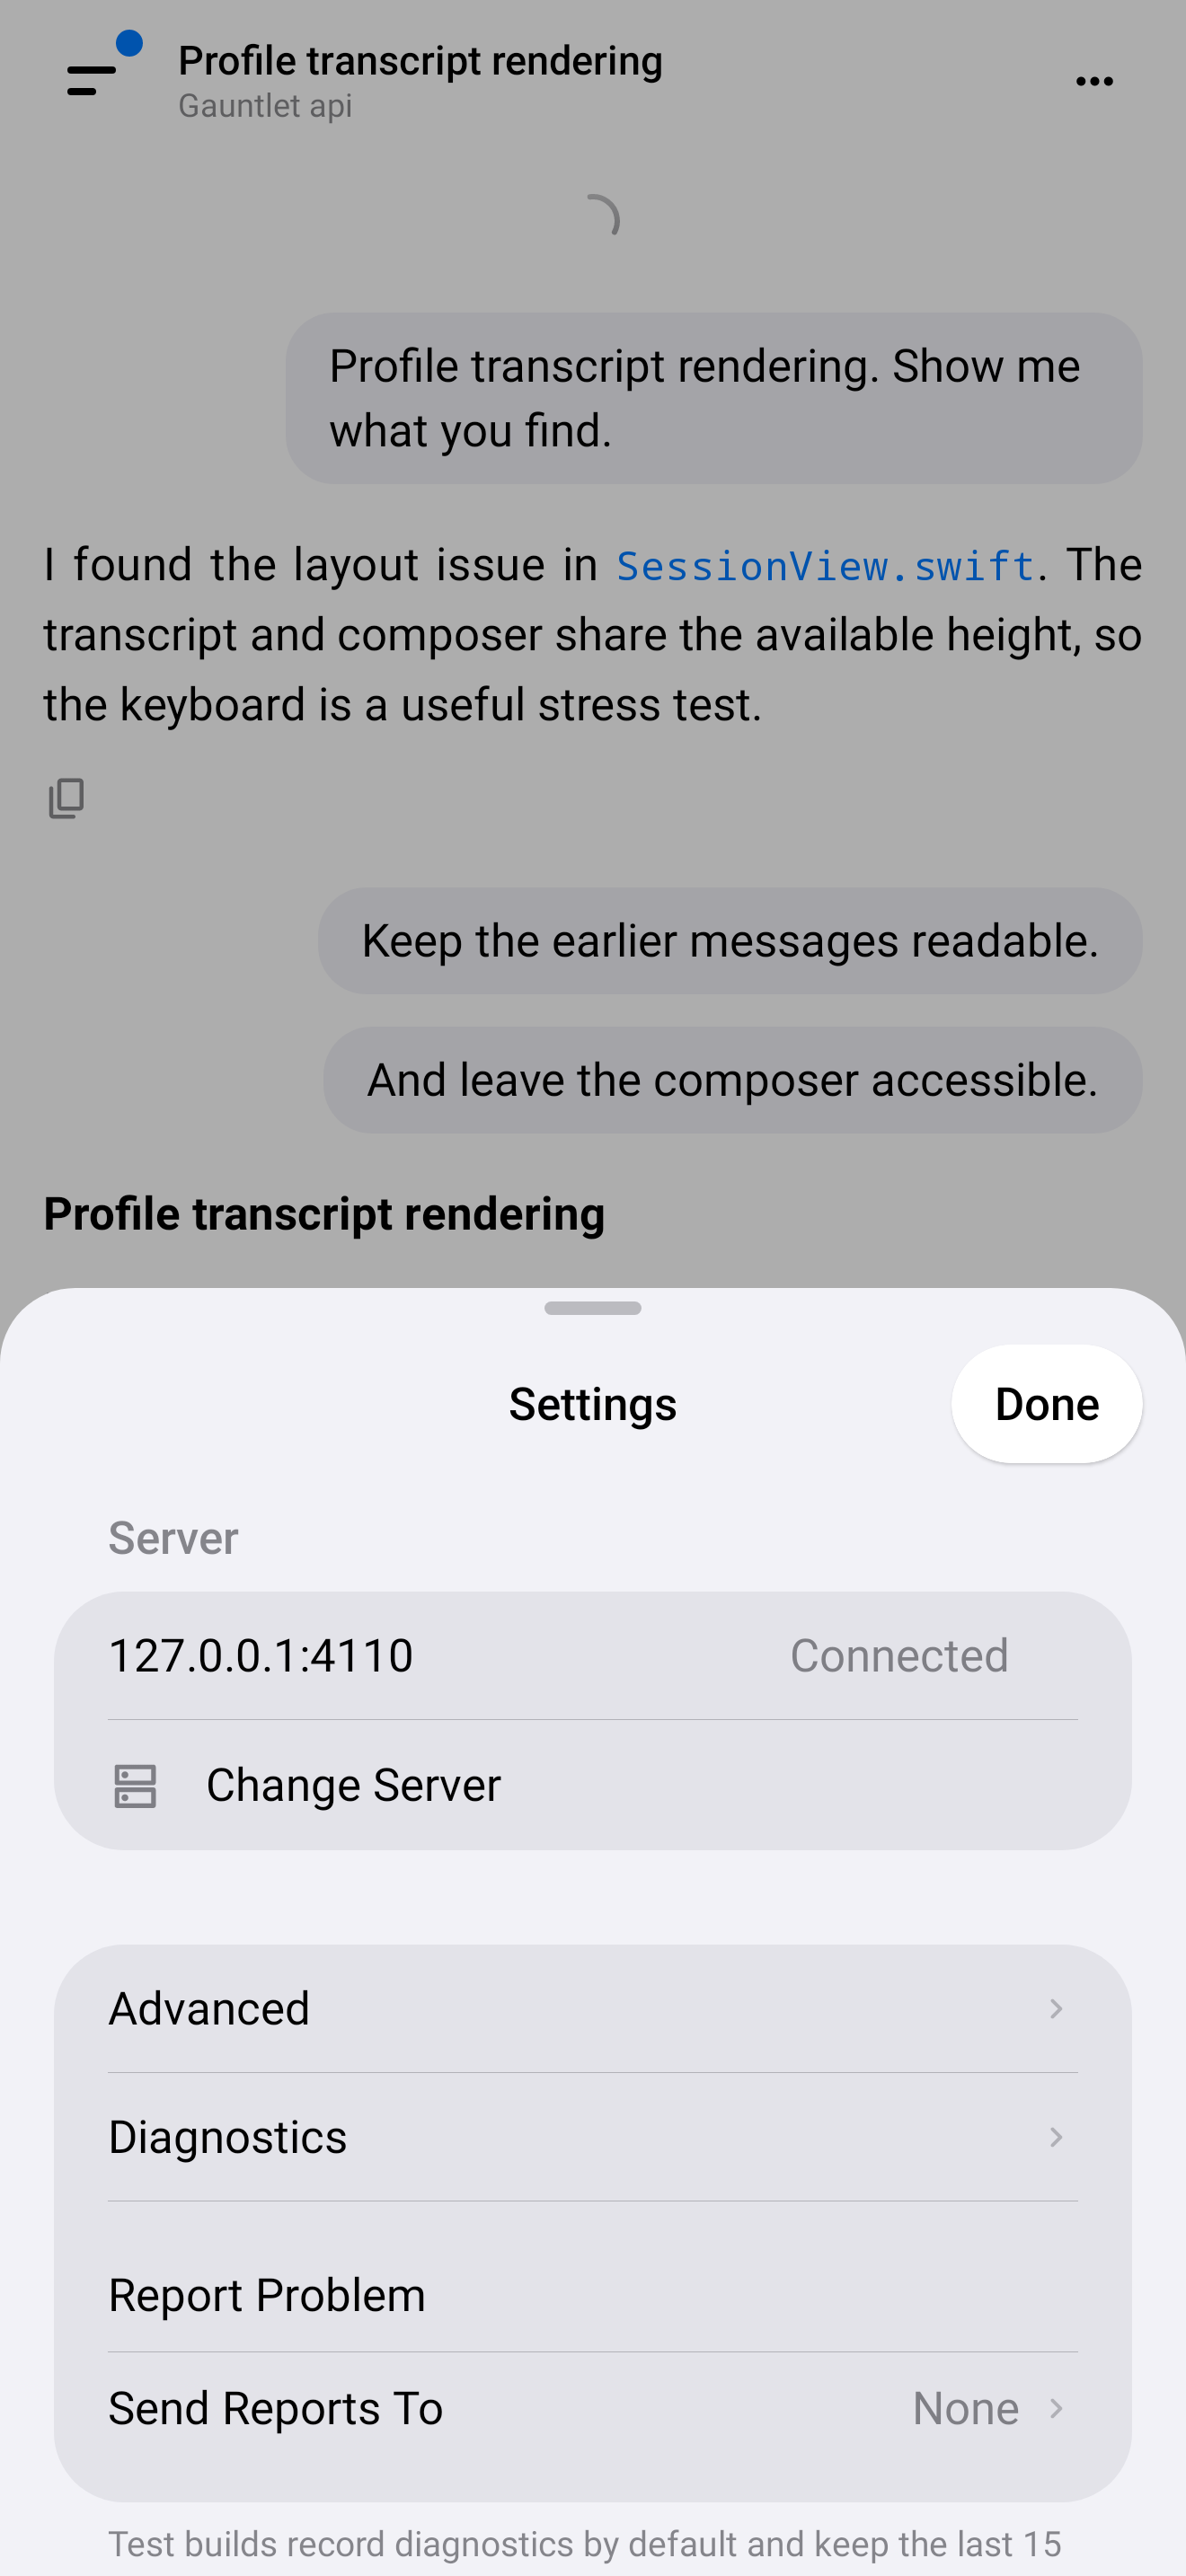 Profile transcript rendering
Gauntlet api
Profile transcript rendering. Show me
what you find.
I found the layout issue in SessionView.swift. The
transcript and composer share the available height, so
the keyboard is a useful stress test.
Keep the earlier messages readable.
And leave the composer accessible.
Profile transcript rendering
Settings
Done
Server
127.0.0.1:4110 Connected
Change Server
Advanced
Diagnostics
Report Problem
Send Reports To None
Test builds record diagnostics by default and keep the last 15